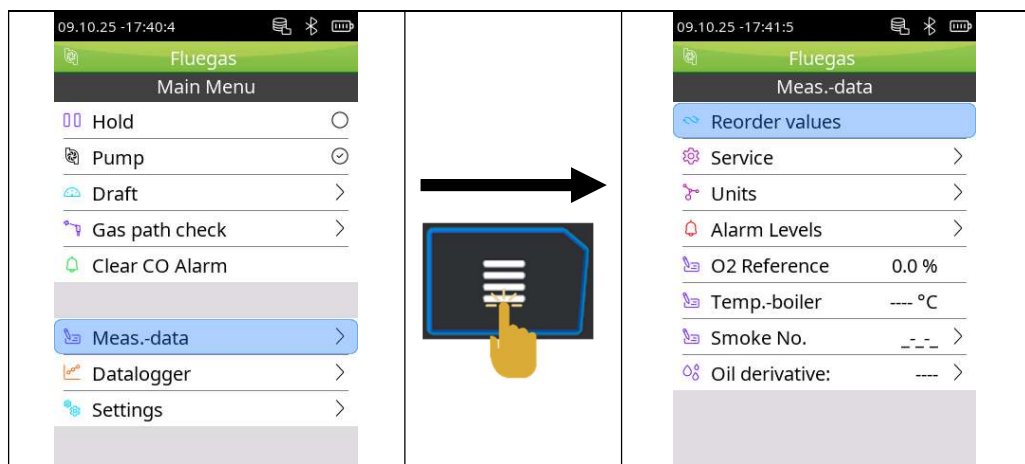 09.10.25 -17:40:4
Fluegas
Main Menu
Hold
Pump
Draft
Gas path check
Clear CO Alarm
Meas.-data
Datalogger
Settings
09.10.25 -17:41:5
Fluegas
Meas.-data
Reorder values
Service
Units
Alarm Levels
O2 Reference 0.0 %
Temp.-boiler ---- °C
Smoke No. _-_-_
Oil derivative: ----